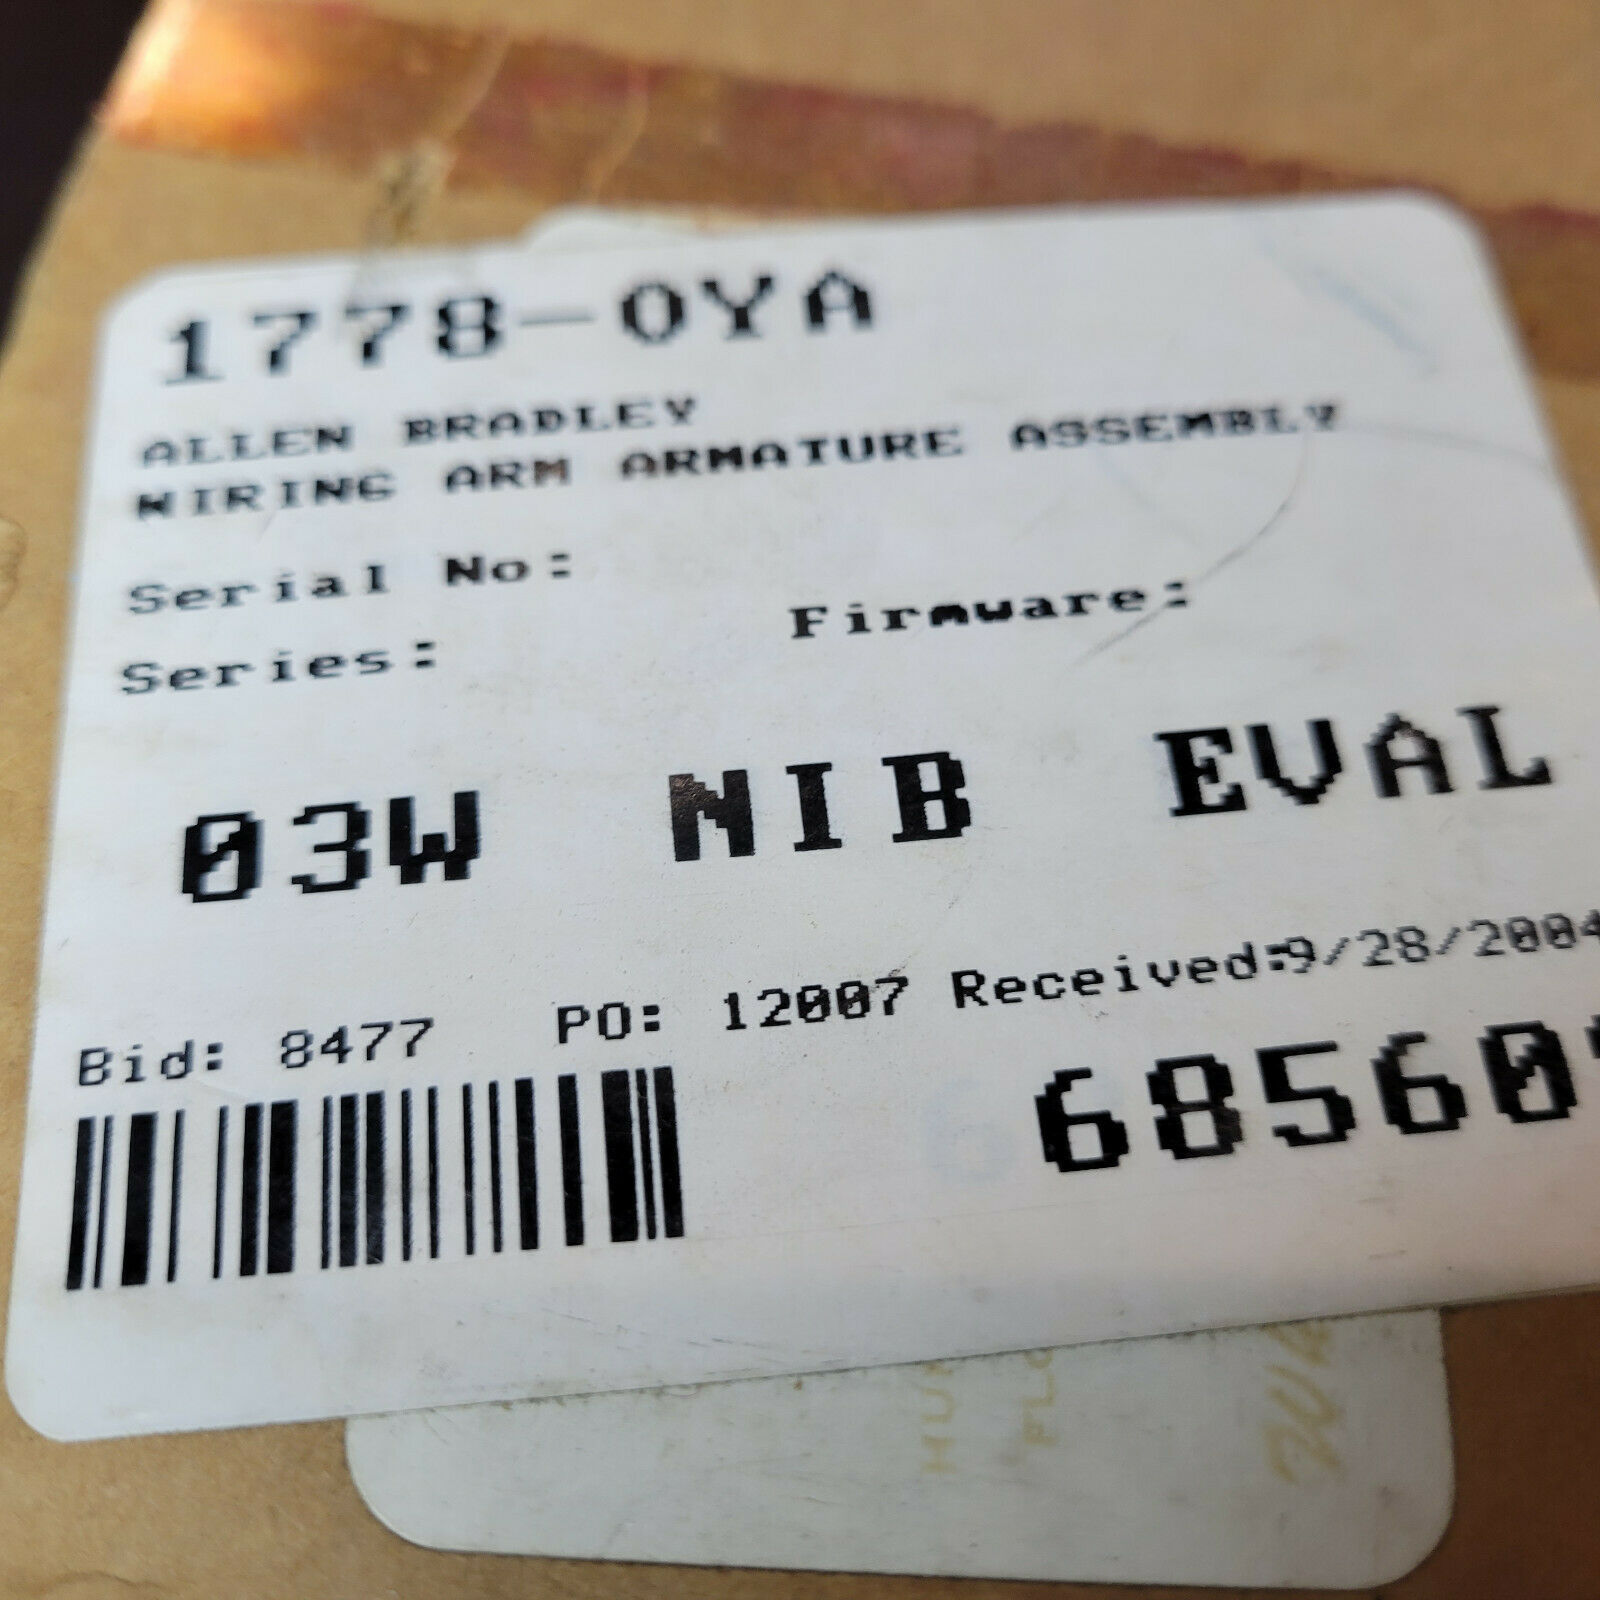 1778-OYA
ALLEN BRADLEY
WIRING ARM ARMATURE ASSEMBLY
Serial No:
Firmware:
Series:
03W NIB EVAL
Bid: 8477 PO: 12007 Received:9/28/2004
68560